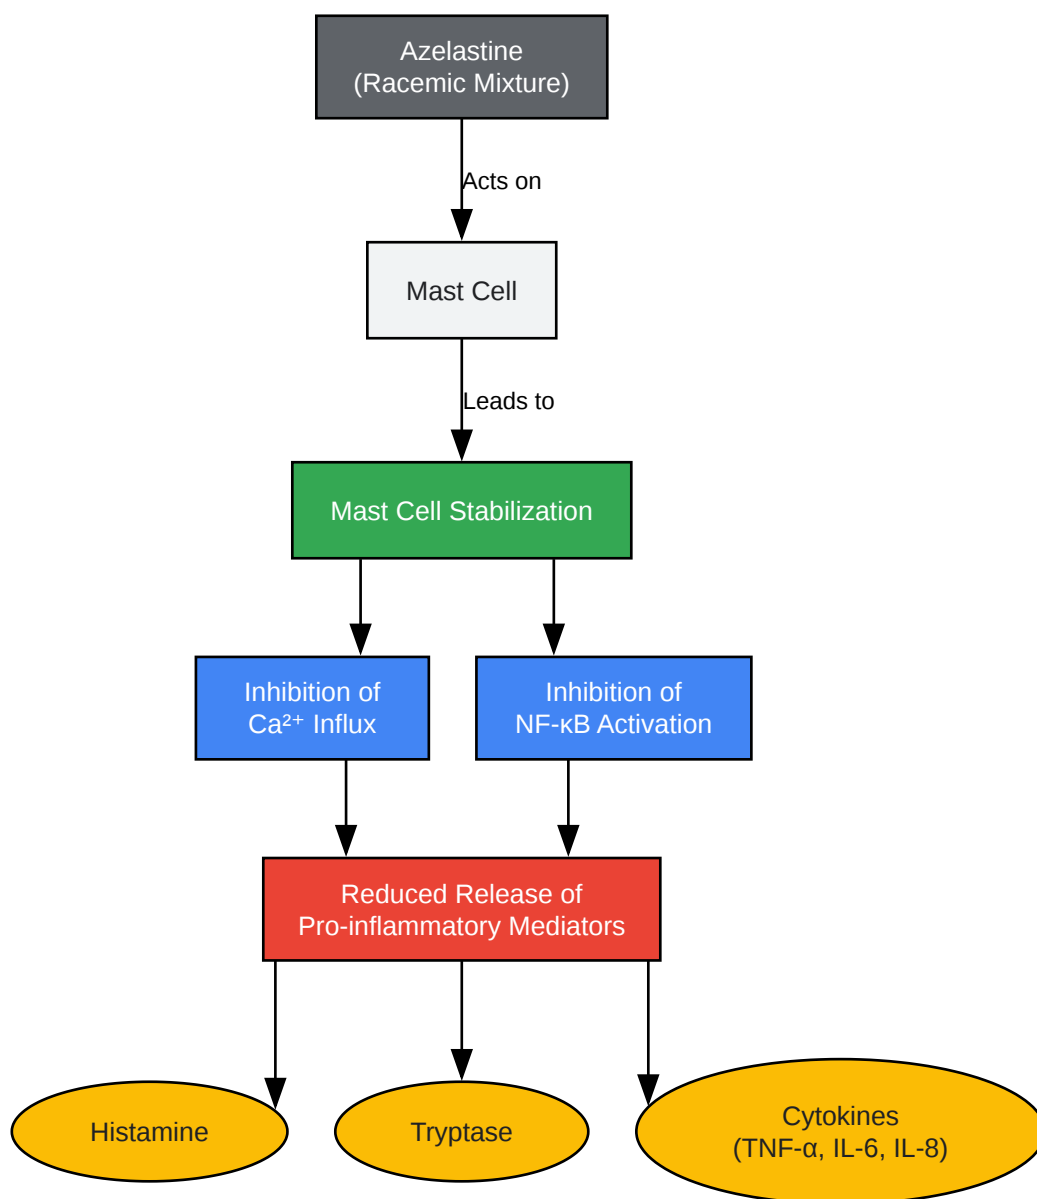 Azelastine
(Racemic Mixture)
Acts on
Mast Cell
Leads to
Mast Cell Stabilization
Inhibition of
Ca²⁺ Influx
Inhibition of
NF-κB Activation
Reduced Release of
Pro-inflammatory Mediators
Histamine
Tryptase
Cytokines
(TNF-α, IL-6, IL-8)